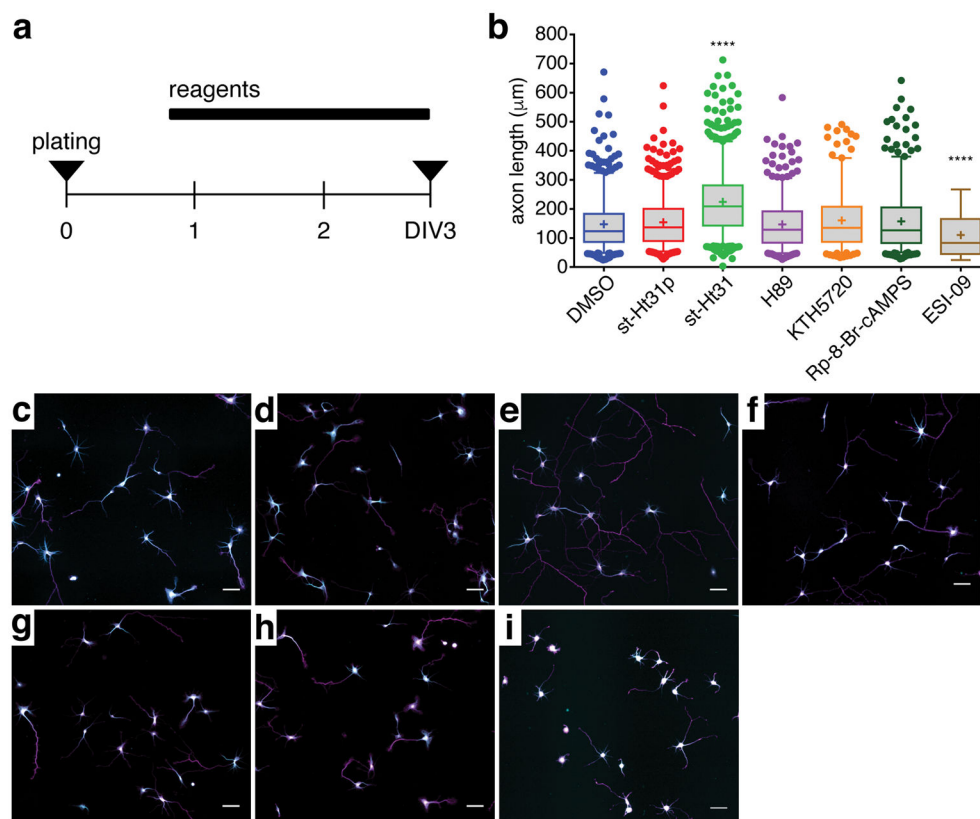 a
reagents
plating
0
1
2
DIV3
b
axon length (μm)
800
700
600
500
400
300
200
100
0
****
****
DMSO
st-Ht31p
st-Ht31
H89
KTH5720
Rp-8-Br-cAMPS
ESI-09
c
d
e
f
g
h
i